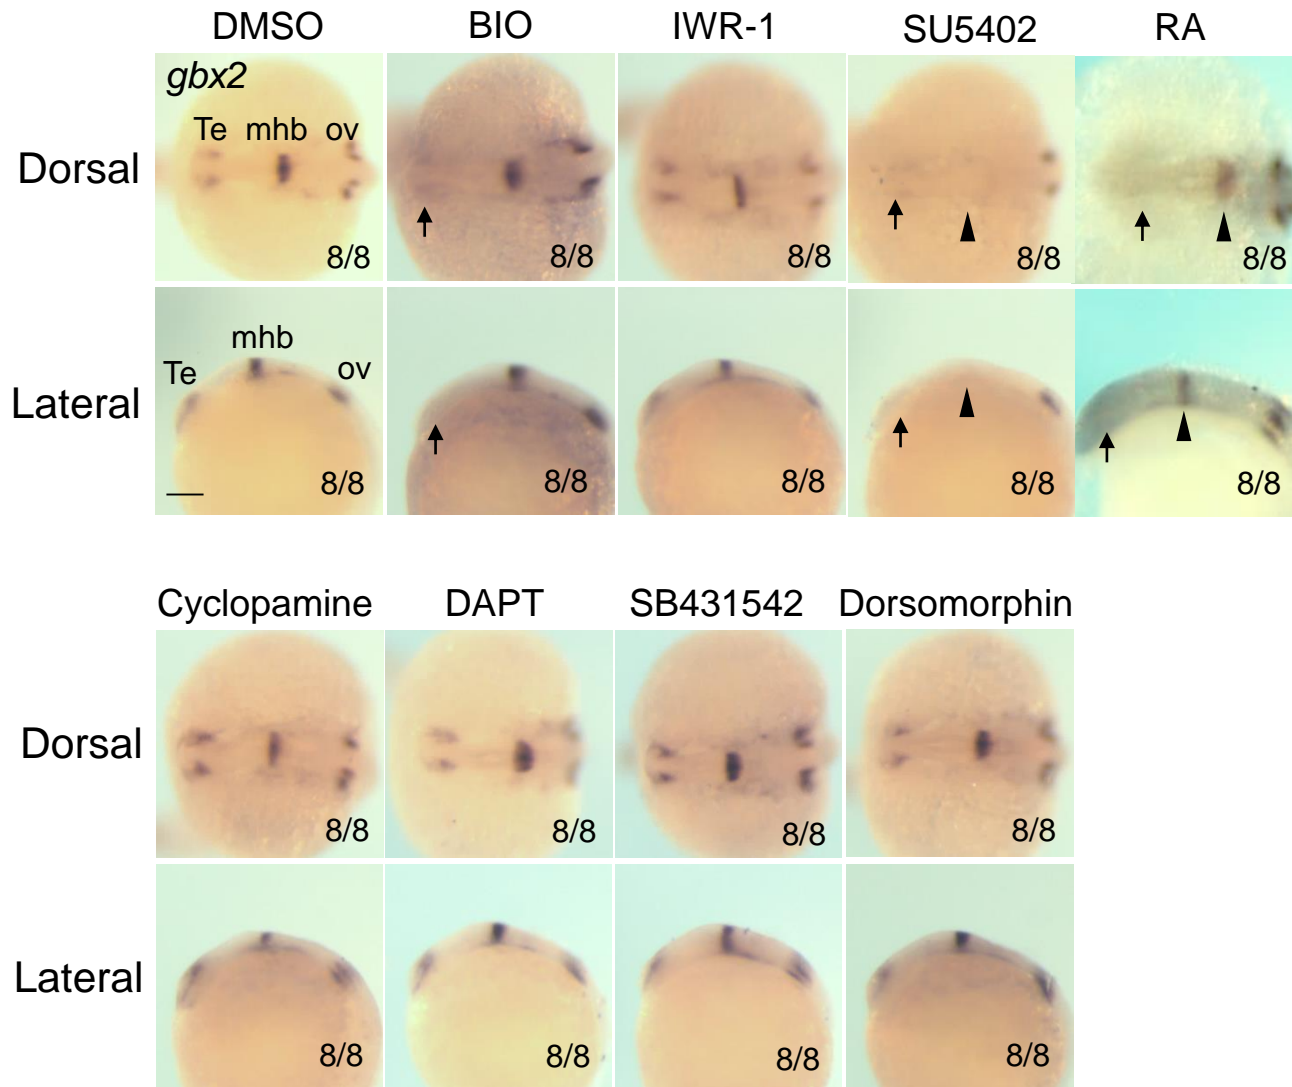 DMSO BIO IWR-1 SU5402 RA
gbx2
Te mhb ov
Dorsal
8/8 8/8 8/8 8/8 8/8
mhb
Te ov
Lateral
8/8 8/8 8/8 8/8 8/8
Cyclopamine DAPT SB431542 Dorsomorphin
Dorsal
8/8 8/8 8/8 8/8
Lateral
8/8 8/8 8/8 8/8